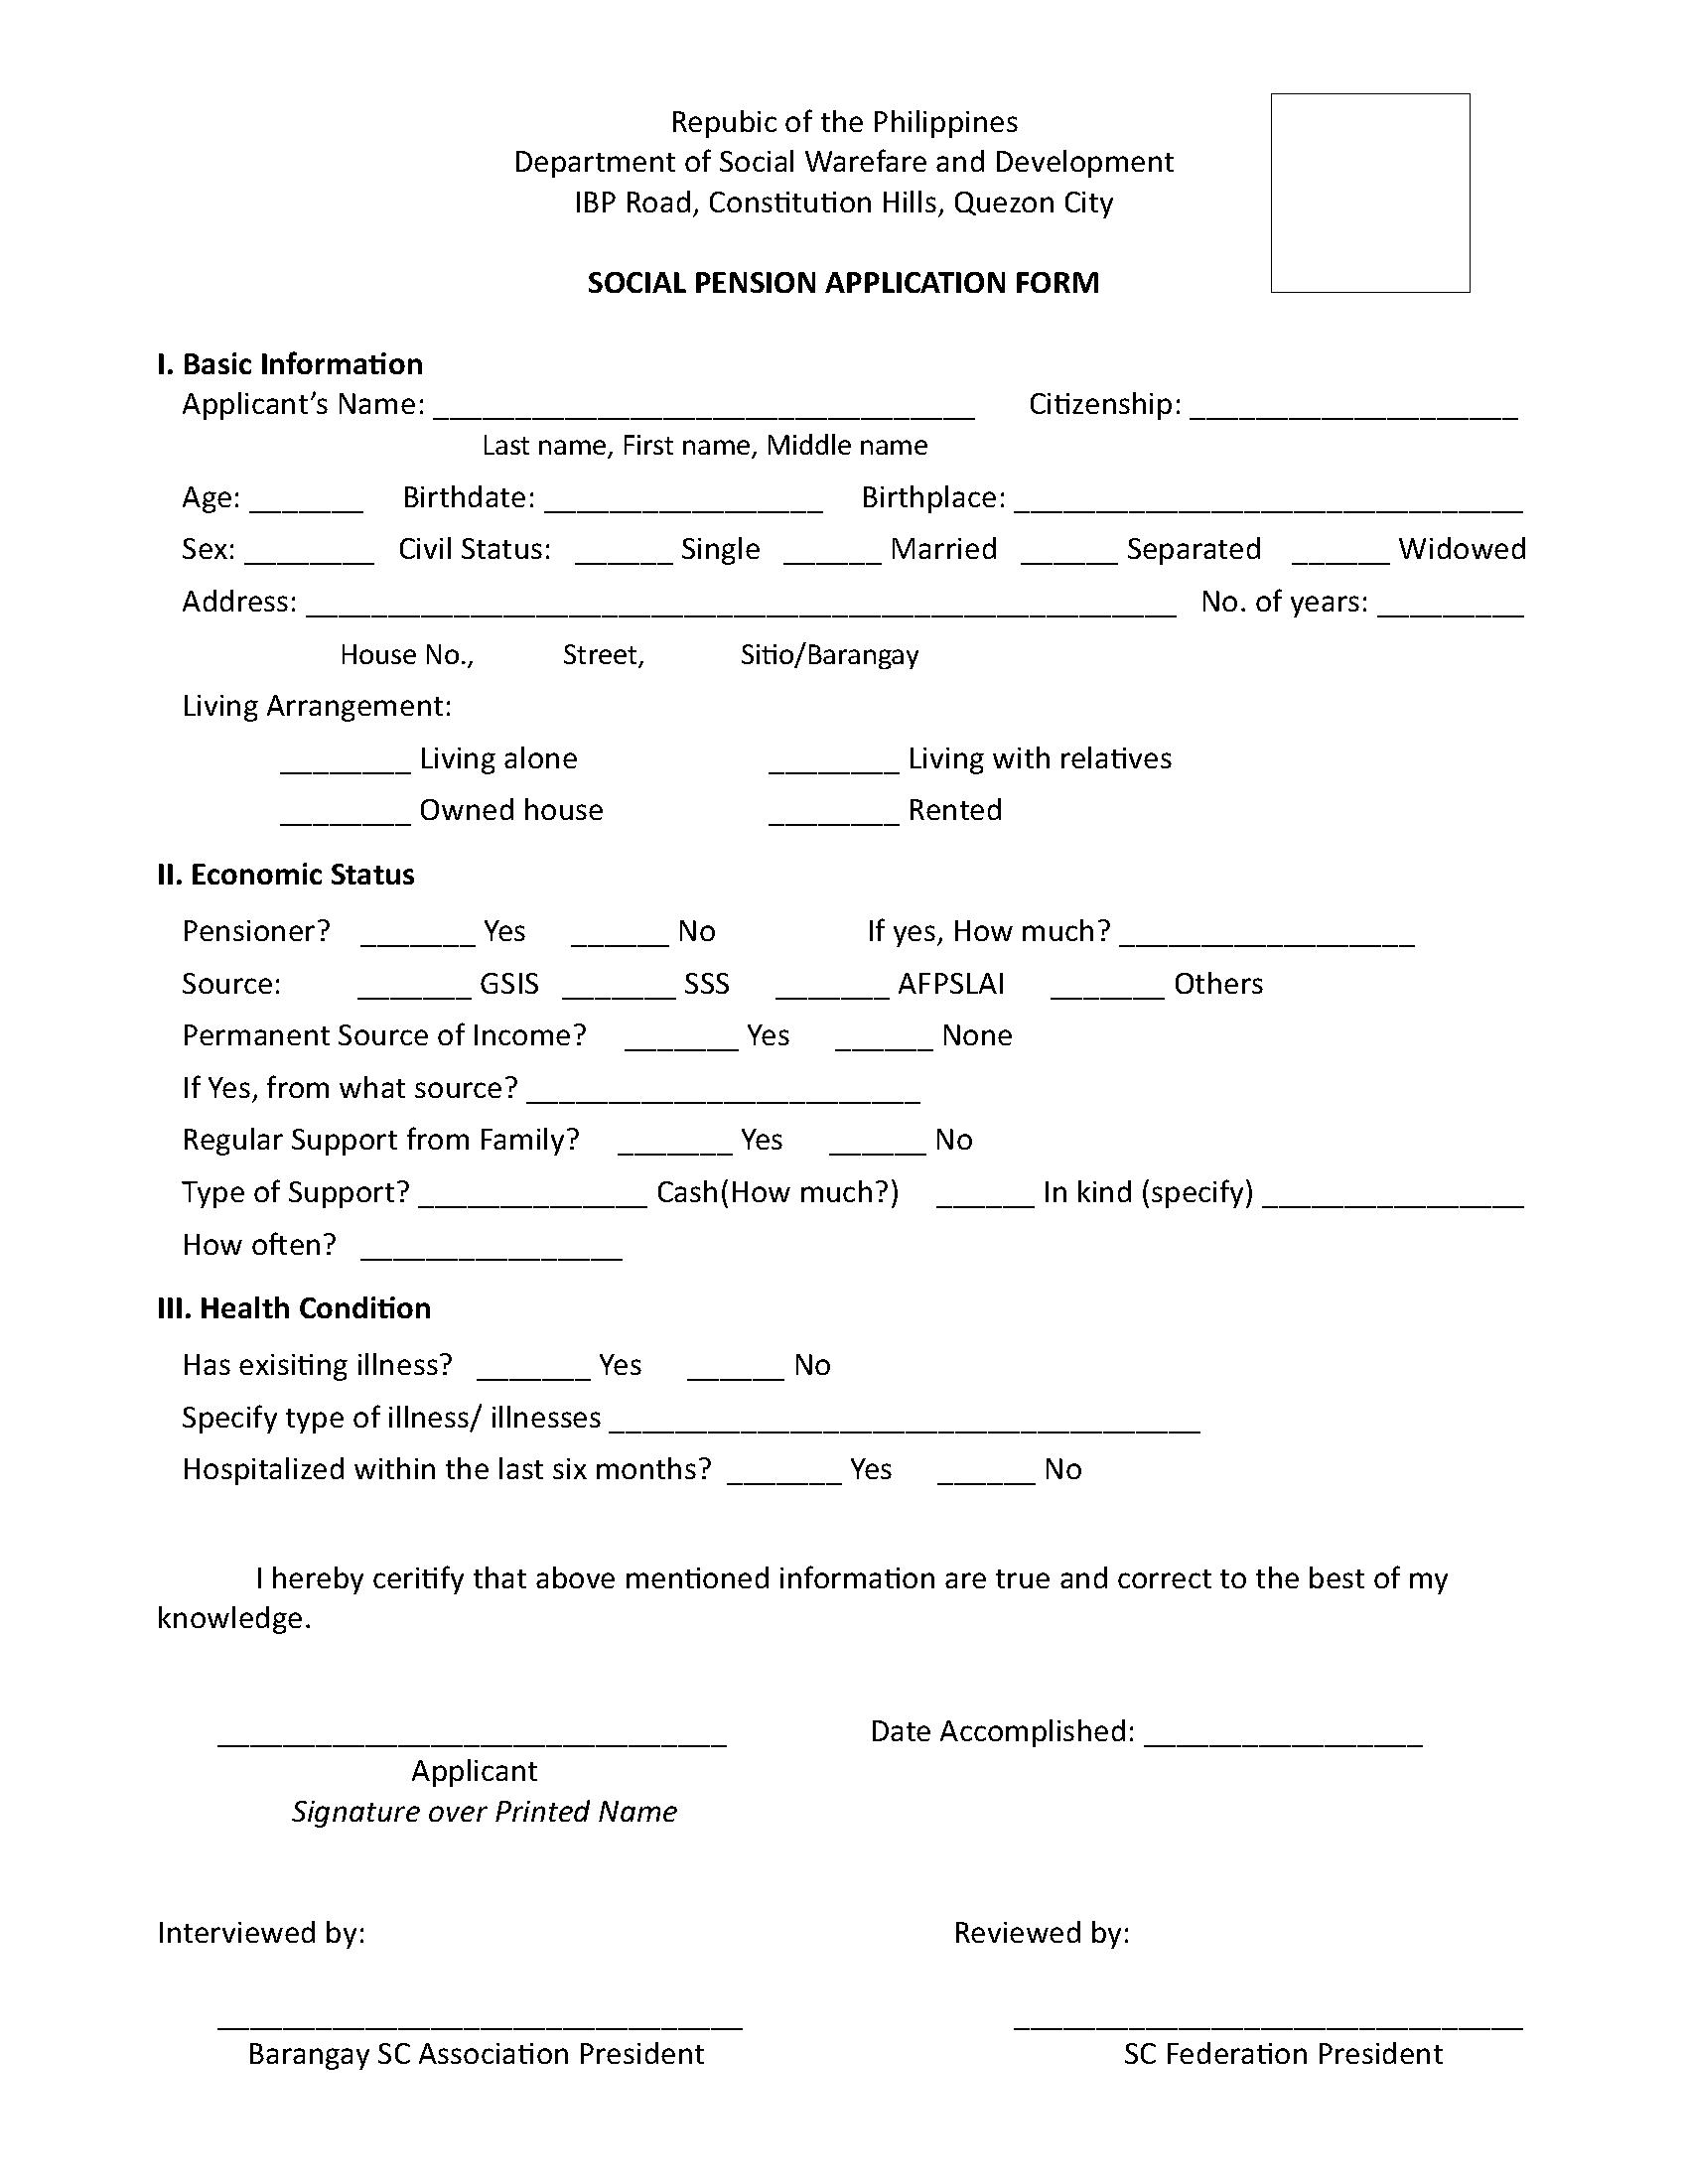 Repubic of the Philippines
Department of Social Warefare and Development
IBP Road, Constitution Hills, Quezon City
SOCIAL PENSION APPLICATION FORM
I. Basic Information
Applicant’s Name: _________________________________ Citizenship: ____________________
Last name, First name, Middle name
Age: _______ Birthdate: _________________ Birthplace: _______________________________
Sex: ________ Civil Status: ______ Single ______ Married ______ Separated ______ Widowed
Address: _____________________________________________________ No. of years: _________
House No., Street, Sitio/Barangay
Living Arrangement:
________ Living alone ________ Living with relatives
________ Owned house ________ Rented
II. Economic Status
Pensioner? _______ Yes ______ No If yes, How much? __________________
Source: _______ GSIS _______ SSS _______ AFPSLAI _______ Others
Permanent Source of Income? _______ Yes ______ None
If Yes, from what source? ________________________
Regular Support from Family? _______ Yes ______ No
Type of Support? ______________ Cash(How much?) ______ In kind (specify) ________________
How often? ________________
III. Health Condition
Has exisiting illness? _______ Yes ______ No
Specify type of illness/ illnesses ____________________________________
Hospitalized within the last six months? _______ Yes ______ No
I hereby ceritify that above mentioned information are true and correct to the best of my
knowledge.
_______________________________ Date Accomplished: _________________
Applicant
Signature over Printed Name
Interviewed by: Reviewed by:
________________________________ _______________________________
Barangay SC Association President SC Federation President